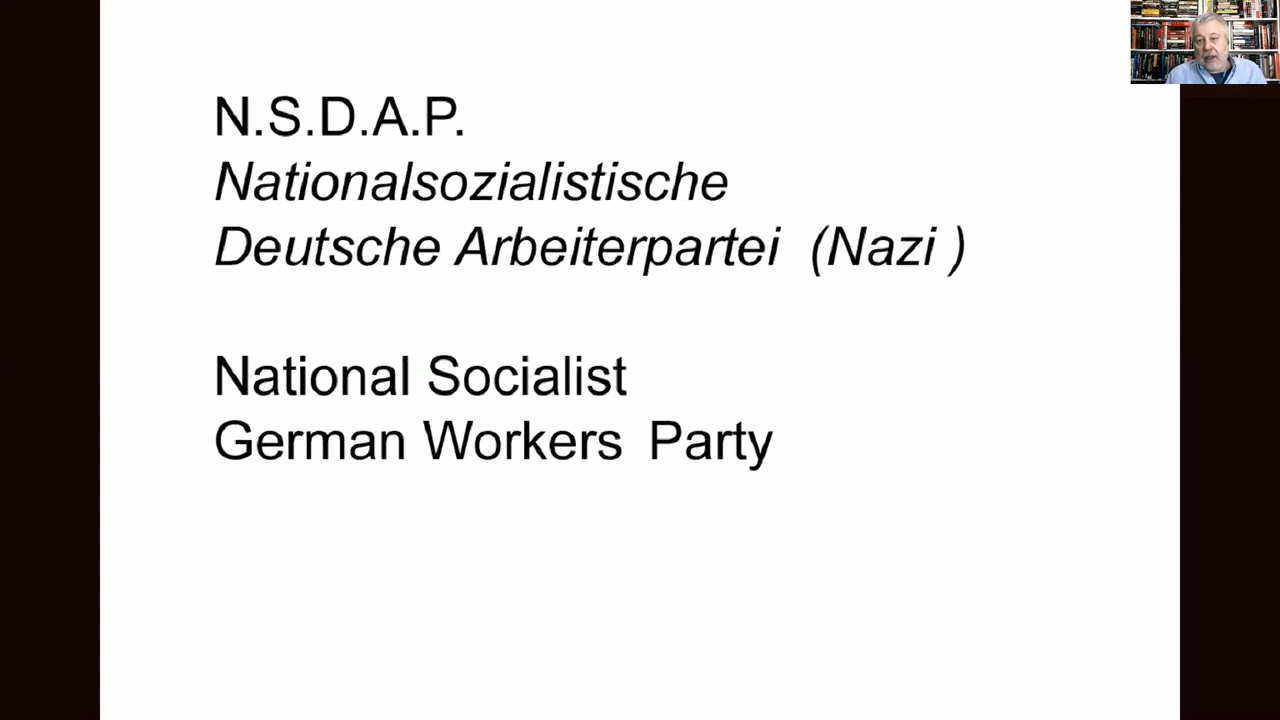 N.S.D.A.P.
Nationalsozialistische
Deutsche Arbeiterpartei (Nazi )
National Socialist
German Workers Party